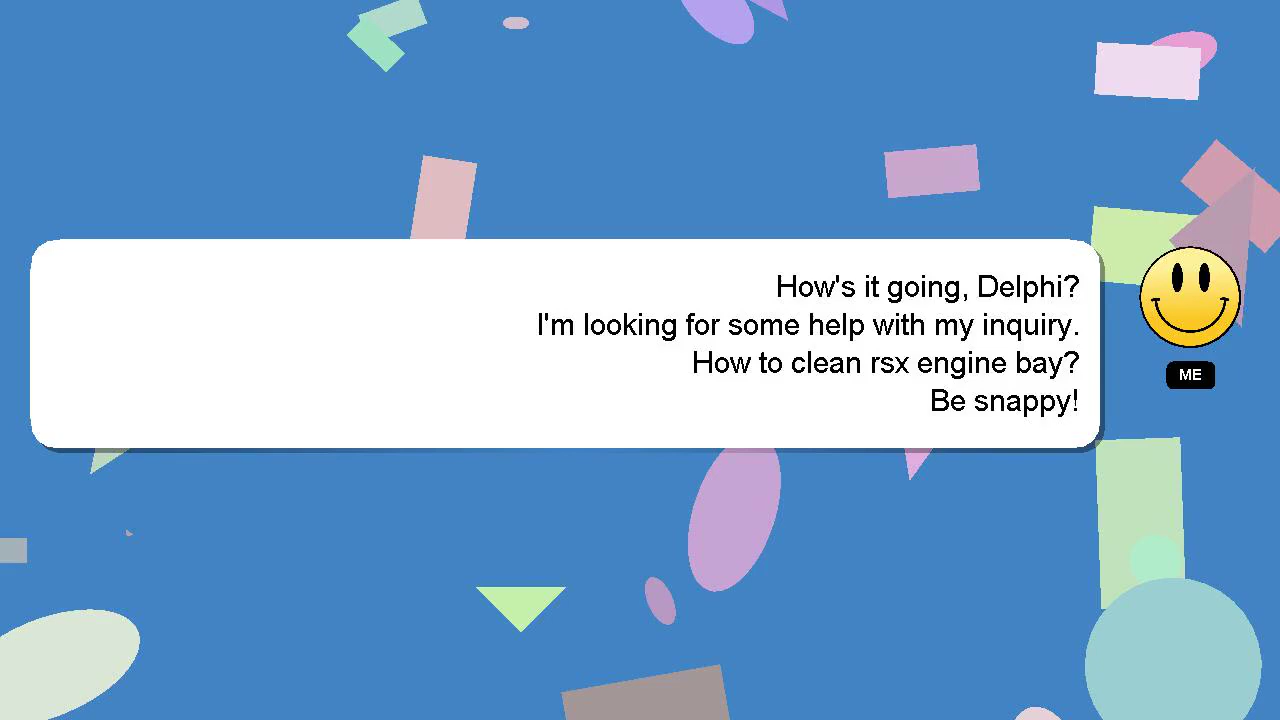 How's it going, Delphi?
I'm looking for some help with my inquiry.
How to clean rsx engine bay?
Be snappy!
ME